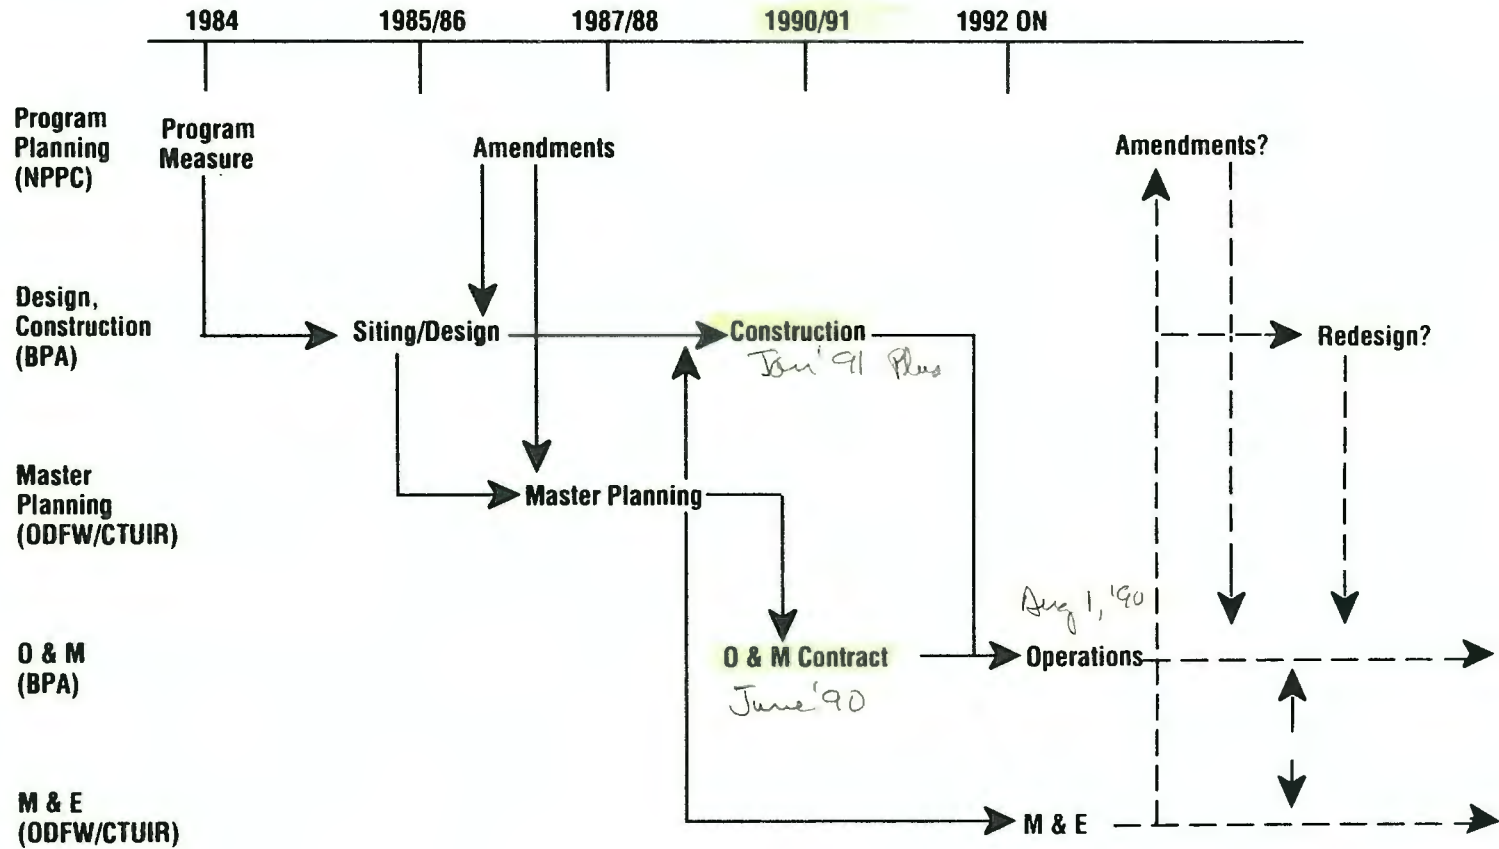 1984 1985/86 1987/88 1990/91 1992 ON
Program
Planning
(NPPC)
Program
Measure
Amendments
Amendments?
Design,
Construction
(BPA)
Siting/Design
Construction
Jan '91 Plus
Redesign?
Master
Planning
(ODFW/CTUIR)
Master Planning
Aug 1, '90
O & M
(BPA)
O & M Contract
June '90
Operations
M & E
(ODFW/CTUIR)
M & E